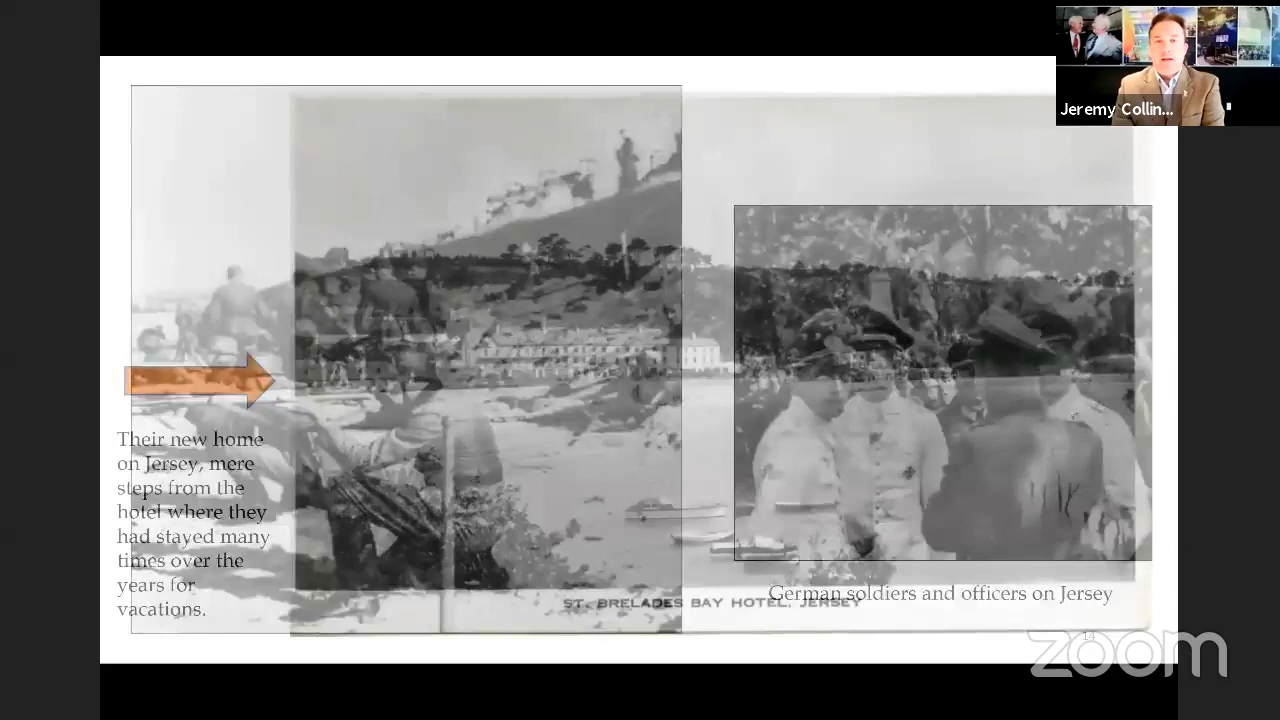 Jeremy Collin...
Their new home
on Jersey, mere
steps from the
hotel where they
had stayed many
times over the
years for
vacations.
ST. BRELADES BAY HOTEL, JERSEY
German soldiers and officers on Jersey
14
zoom